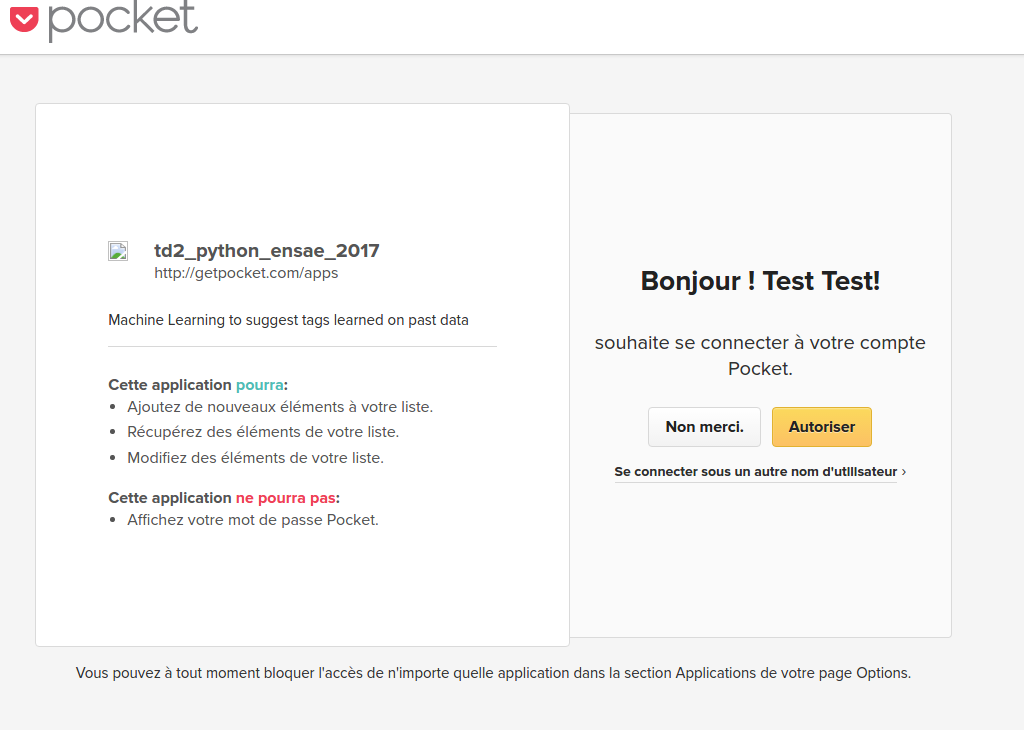 pocket
td2_python_ensae_2017
http://getpocket.com/apps
Machine Learning to suggest tags learned on past data
Cette application pourra:
• Ajoutez de nouveaux éléments à votre liste.
• Récupérez des éléments de votre liste.
• Modifiez des éléments de votre liste.
Cette application ne pourra pas:
• Affichez votre mot de passe Pocket.
Bonjour ! Test Test!
souhaite se connecter à votre compte
Pocket.
Non merci.
Autoriser
Se connecter sous un autre nom d'utilisateur ›
Vous pouvez à tout moment bloquer l'accès de n'importe quelle application dans la section Applications de votre page Options.